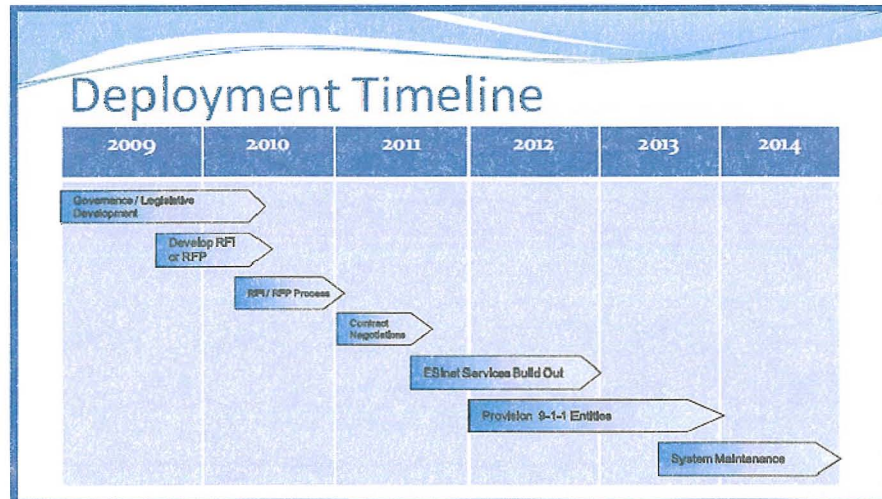 Deployment Timeline
2009 2010 2011 2012 2013 2014
Governance / Legislative
Development
Develop RFI
or RFP
RFI / RFP Process
Contract
Negotiations
ESInet Services Build Out
Provision 9-1-1 Entities
System Maintanance